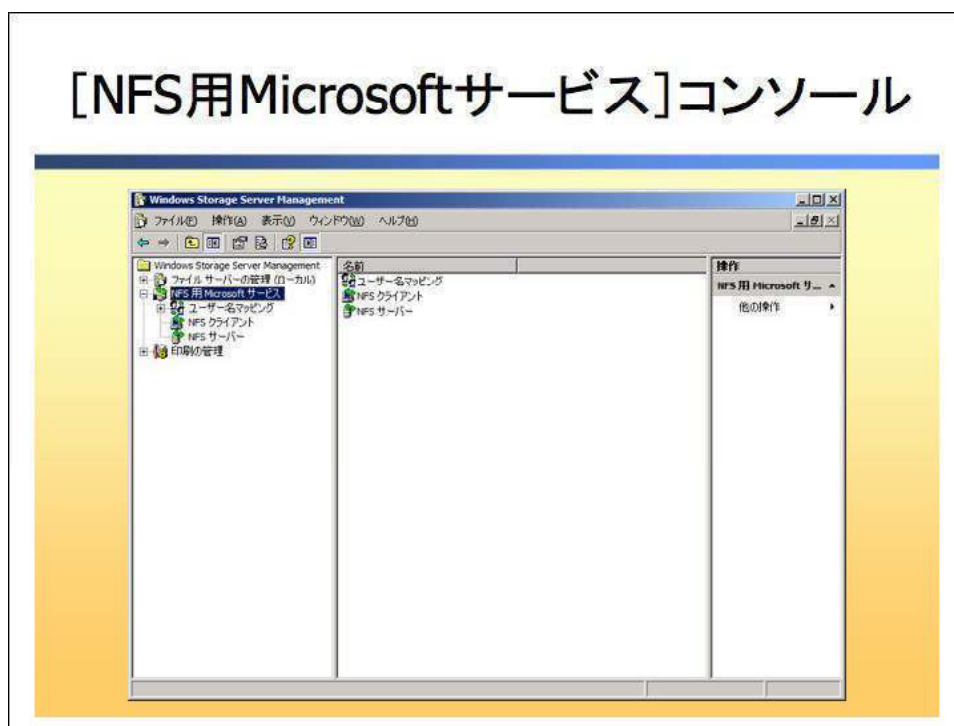 [NFS用Microsoftサービス]コンソール
Windows Storage Server Management
ファイル(F) 操作(A) 表示(V) ウィンドウ(W) ヘルプ(H)
Windows Storage Server Management
ファイル サーバーの管理 (ローカル)
NFS 用 Microsoft サービス
ユーザー名マッピング
NFS クライアント
NFS サーバー
印刷の管理
名前
ユーザー名マッピング
NFS クライアント
NFS サーバー
操作
NFS 用 Microsoft サ...
他の操作